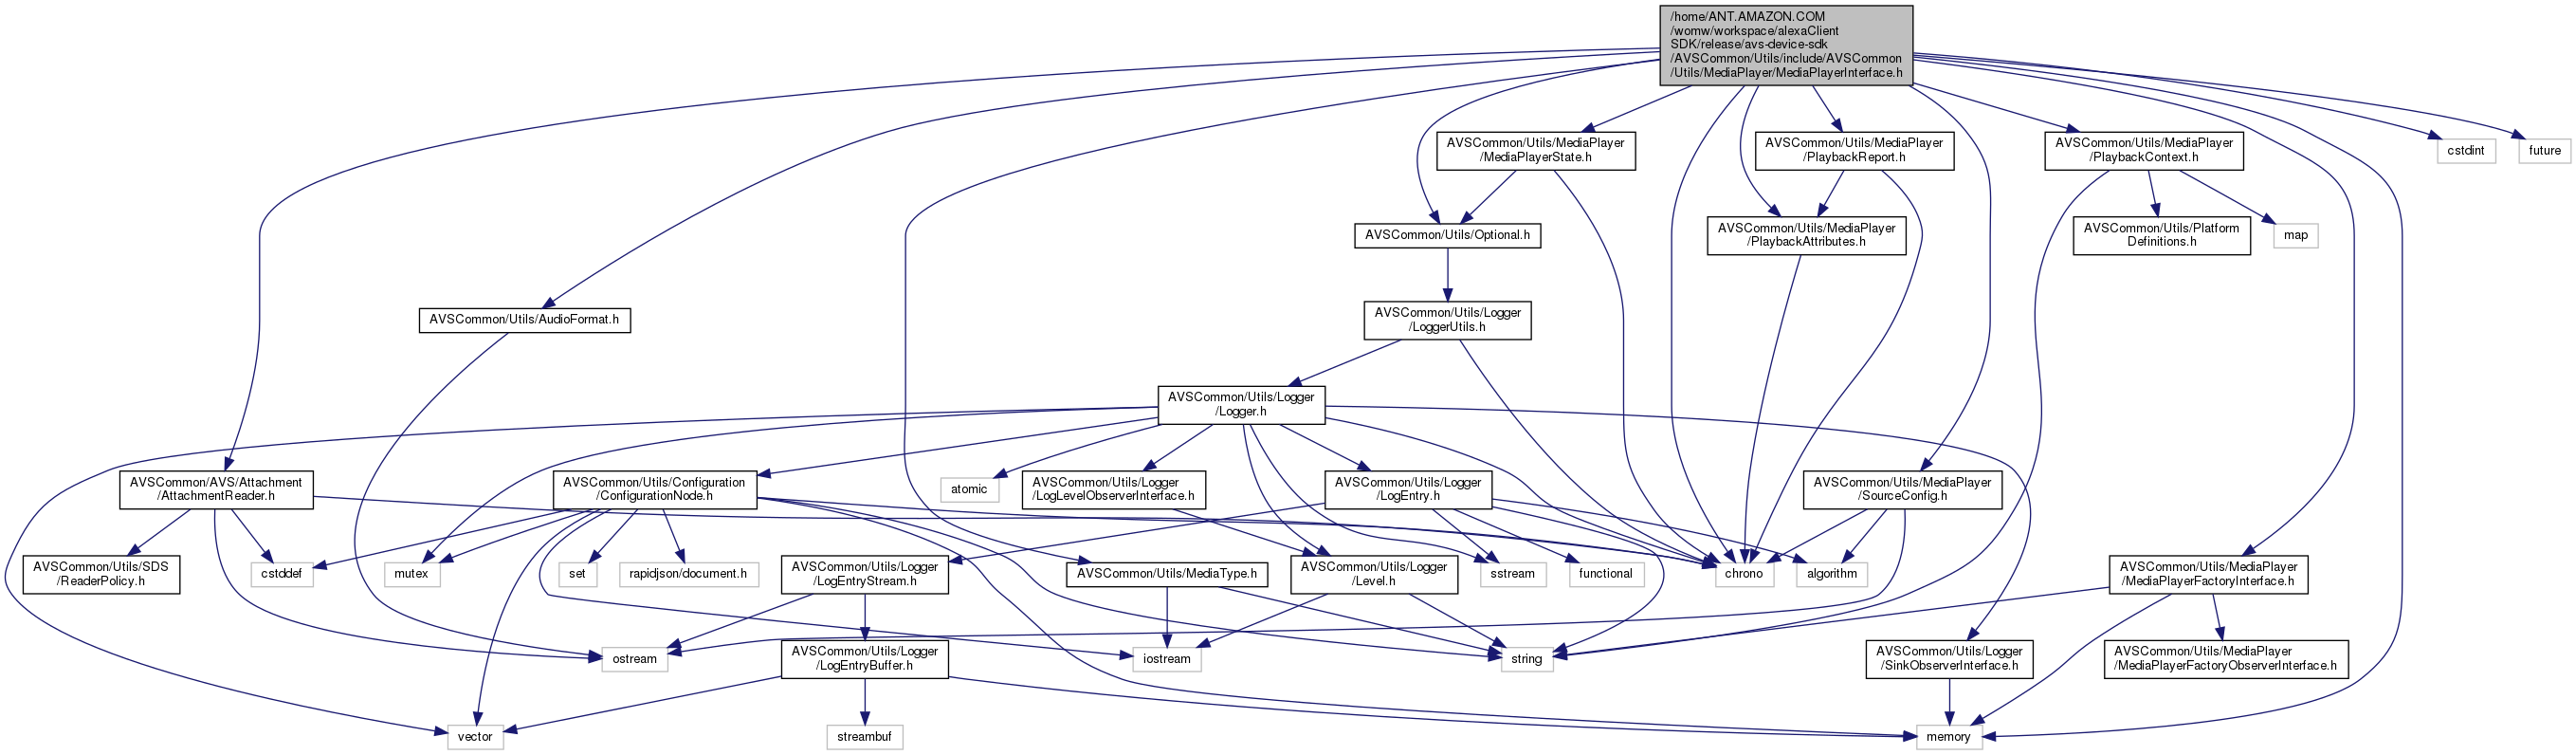 /home/ANT.AMAZON.COM
/womw/workspace/alexaClient
SDK/release/avs-device-sdk
/AVSCommon/Utils/include/AVSCommon
/Utils/MediaPlayer/MediaPlayerInterface.h
AVSCommon/Utils/MediaPlayer
/MediaPlayerState.h
AVSCommon/Utils/MediaPlayer
/PlaybackReport.h
AVSCommon/Utils/MediaPlayer
/PlaybackContext.h
cstdint
future
AVSCommon/Utils/Optional.h
AVSCommon/Utils/MediaPlayer
/PlaybackAttributes.h
AVSCommon/Utils/Platform
Definitions.h
map
AVSCommon/Utils/AudioFormat.h
AVSCommon/Utils/Logger
/LoggerUtils.h
AVSCommon/Utils/Logger
/Logger.h
AVSCommon/AVS/Attachment
/AttachmentReader.h
AVSCommon/Utils/Configuration
/ConfigurationNode.h
atomic
AVSCommon/Utils/Logger
/LogLevelObserverInterface.h
AVSCommon/Utils/Logger
/LogEntry.h
AVSCommon/Utils/MediaPlayer
/SourceConfig.h
AVSCommon/Utils/SDS
/ReaderPolicy.h
cstddef
mutex
set
rapidjson/document.h
AVSCommon/Utils/Logger
/LogEntryStream.h
AVSCommon/Utils/MediaType.h
AVSCommon/Utils/Logger
/Level.h
sstream
functional
chrono
algorithm
AVSCommon/Utils/MediaPlayer
/MediaPlayerFactoryInterface.h
ostream
AVSCommon/Utils/Logger
/LogEntryBuffer.h
iostream
string
AVSCommon/Utils/Logger
/SinkObserverInterface.h
AVSCommon/Utils/MediaPlayer
/MediaPlayerFactoryObserverInterface.h
vector
streambuf
memory